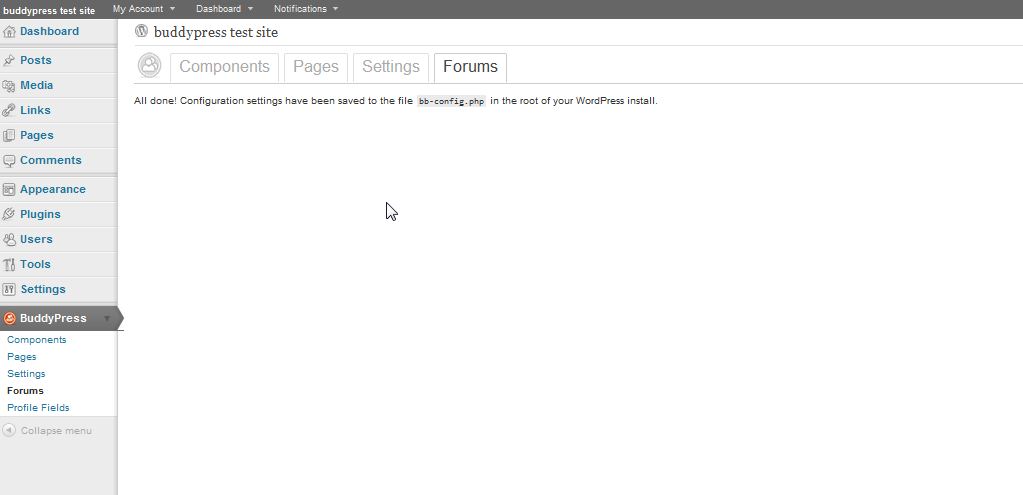 buddypress test site My Account Dashboard Notifications
Dashboard
Posts
Media
Links
Pages
Comments
Appearance
Plugins
Users
Tools
Settings
BuddyPress
Components
Pages
Settings
Forums
Profile Fields
Collapse menu
buddypress test site
Components Pages Settings Forums
All done! Configuration settings have been saved to the file bb-config.php in the root of your WordPress install.